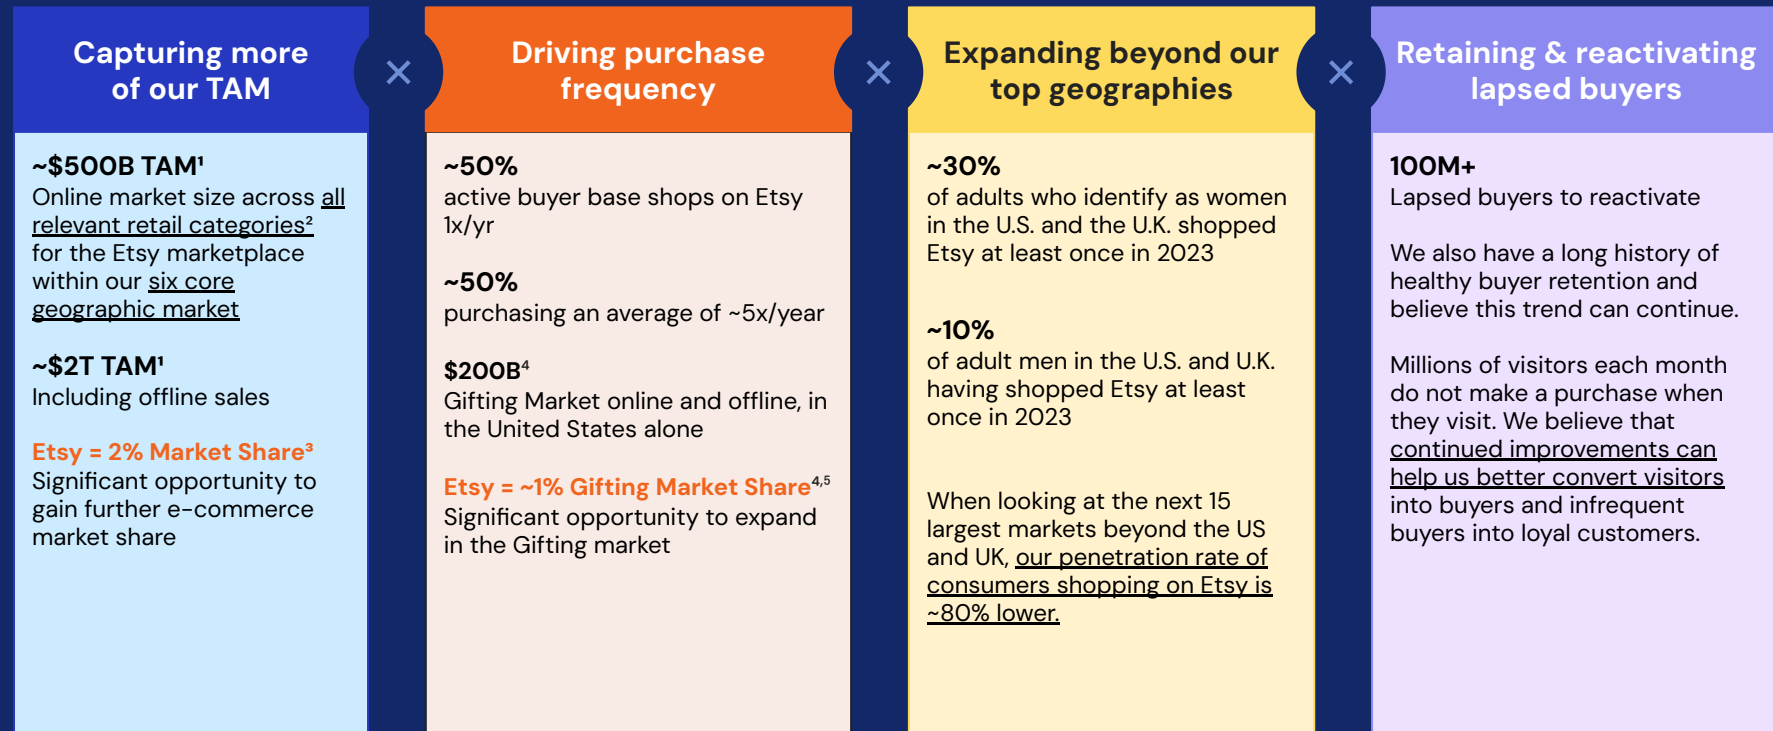 Capturing more
of our TAM
~$500B TAM¹
Online market size across all
relevant retail categories²
for the Etsy marketplace
within our six core
geographic market
~$2T TAM¹
Including offline sales
Etsy = 2% Market Share³
Significant opportunity to
gain further e-commerce
market share
×
Driving purchase
frequency
~50%
active buyer base shops on Etsy
1x/yr
~50%
purchasing an average of ~5x/year
$200B⁴
Gifting Market online and offline, in
the United States alone
Etsy = ~1% Gifting Market Share⁴,⁵
Significant opportunity to expand
in the Gifting market
×
Expanding beyond our
top geographies
~30%
of adults who identify as women
in the U.S. and the U.K. shopped
Etsy at least once in 2023
~10%
of adult men in the U.S. and U.K.
having shopped Etsy at least
once in 2023
When looking at the next 15
largest markets beyond the US
and UK, our penetration rate of
consumers shopping on Etsy is
~80% lower.
×
Retaining & reactivating
lapsed buyers
100M+
Lapsed buyers to reactivate
We also have a long history of
healthy buyer retention and
believe this trend can continue.
Millions of visitors each month
do not make a purchase when
they visit. We believe that
continued improvements can
help us better convert visitors
into buyers and infrequent
buyers into loyal customers.